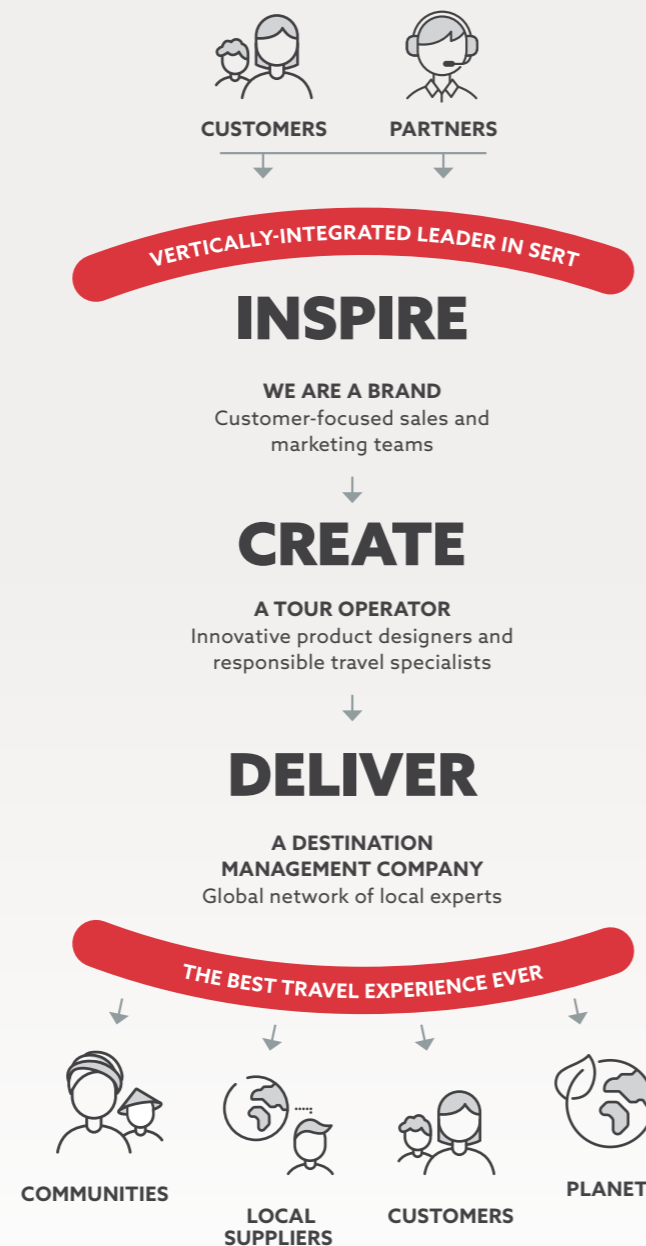 CUSTOMERS
PARTNERS
VERTICALLY-INTEGRATED LEADER IN SERT
INSPIRE
WE ARE A BRAND
Customer-focused sales and
marketing teams
CREATE
A TOUR OPERATOR
Innovative product designers and
responsible travel specialists
DELIVER
A DESTINATION
MANAGEMENT COMPANY
Global network of local experts
THE BEST TRAVEL EXPERIENCE EVER
COMMUNITIES
LOCAL
SUPPLIERS
CUSTOMERS
PLANET